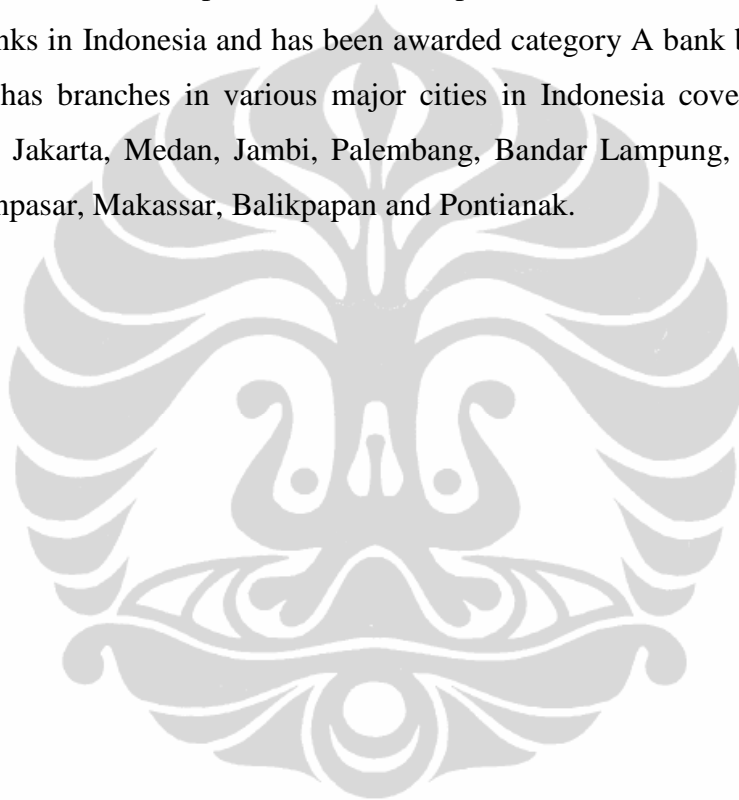 nks in Indonesia and has been awarded category A bank b
has branches in various major cities in Indonesia cove
Jakarta, Medan, Jambi, Palembang, Bandar Lampung,
npasar, Makassar, Balikpapan and Pontianak.